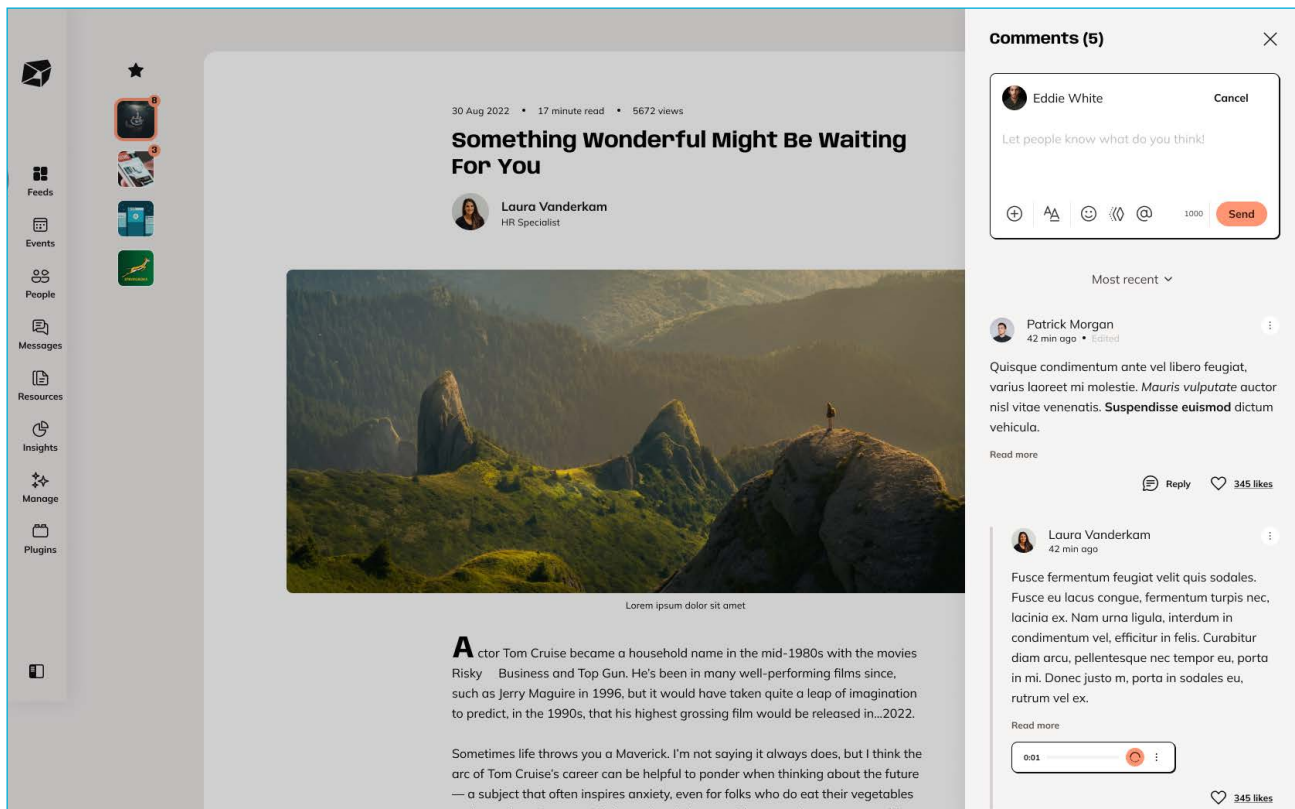 Feeds
Events
People
Messages
Resources
Insights
Manage
Plugins
8
3
30 Aug 2022 • 17 minute read • 5672 views
Something Wonderful Might Be Waiting
For You
Laura Vanderkam
HR Specialist
Lorem ipsum dolor sit amet
Actor Tom Cruise became a household name in the mid-1980s with the movies
Risky Business and Top Gun. He's been in many well-performing films since,
such as Jerry Maguire in 1996, but it would have taken quite a leap of imagination
to predict, in the 1990s, that his highest grossing film would be released in...2022.
Sometimes life throws you a Maverick. I'm not saying it always does, but I think the
arc of Tom Cruise's career can be helpful to ponder when thinking about the future
— a subject that often inspires anxiety, even for folks who do eat their vegetables
Comments (5)
Eddie White
Cancel
Let people know what do you think!
1000
Send
Most recent
Patrick Morgan
42 min ago • Edited
Quisque condimentum ante vel libero feugiat,
varius laoreet mi molestie. Mauris vulputate auctor
nisl vitae venenatis. Suspendisse euismod dictum
vehicula.
Read more
Reply
345 likes
Laura Vanderkam
42 min ago
Fusce fermentum feugiat velit quis sodales.
Fusce eu lacus congue, fermentum turpis nec,
lacinia ex. Nam urna ligula, interdum in
condimentum vel, efficitur in felis. Curabitur
diam arcu, pellentesque nec tempor eu, porta
in mi. Donec justo m, porta in sodales eu,
rutrum vel ex.
Read more
0:01
345 likes